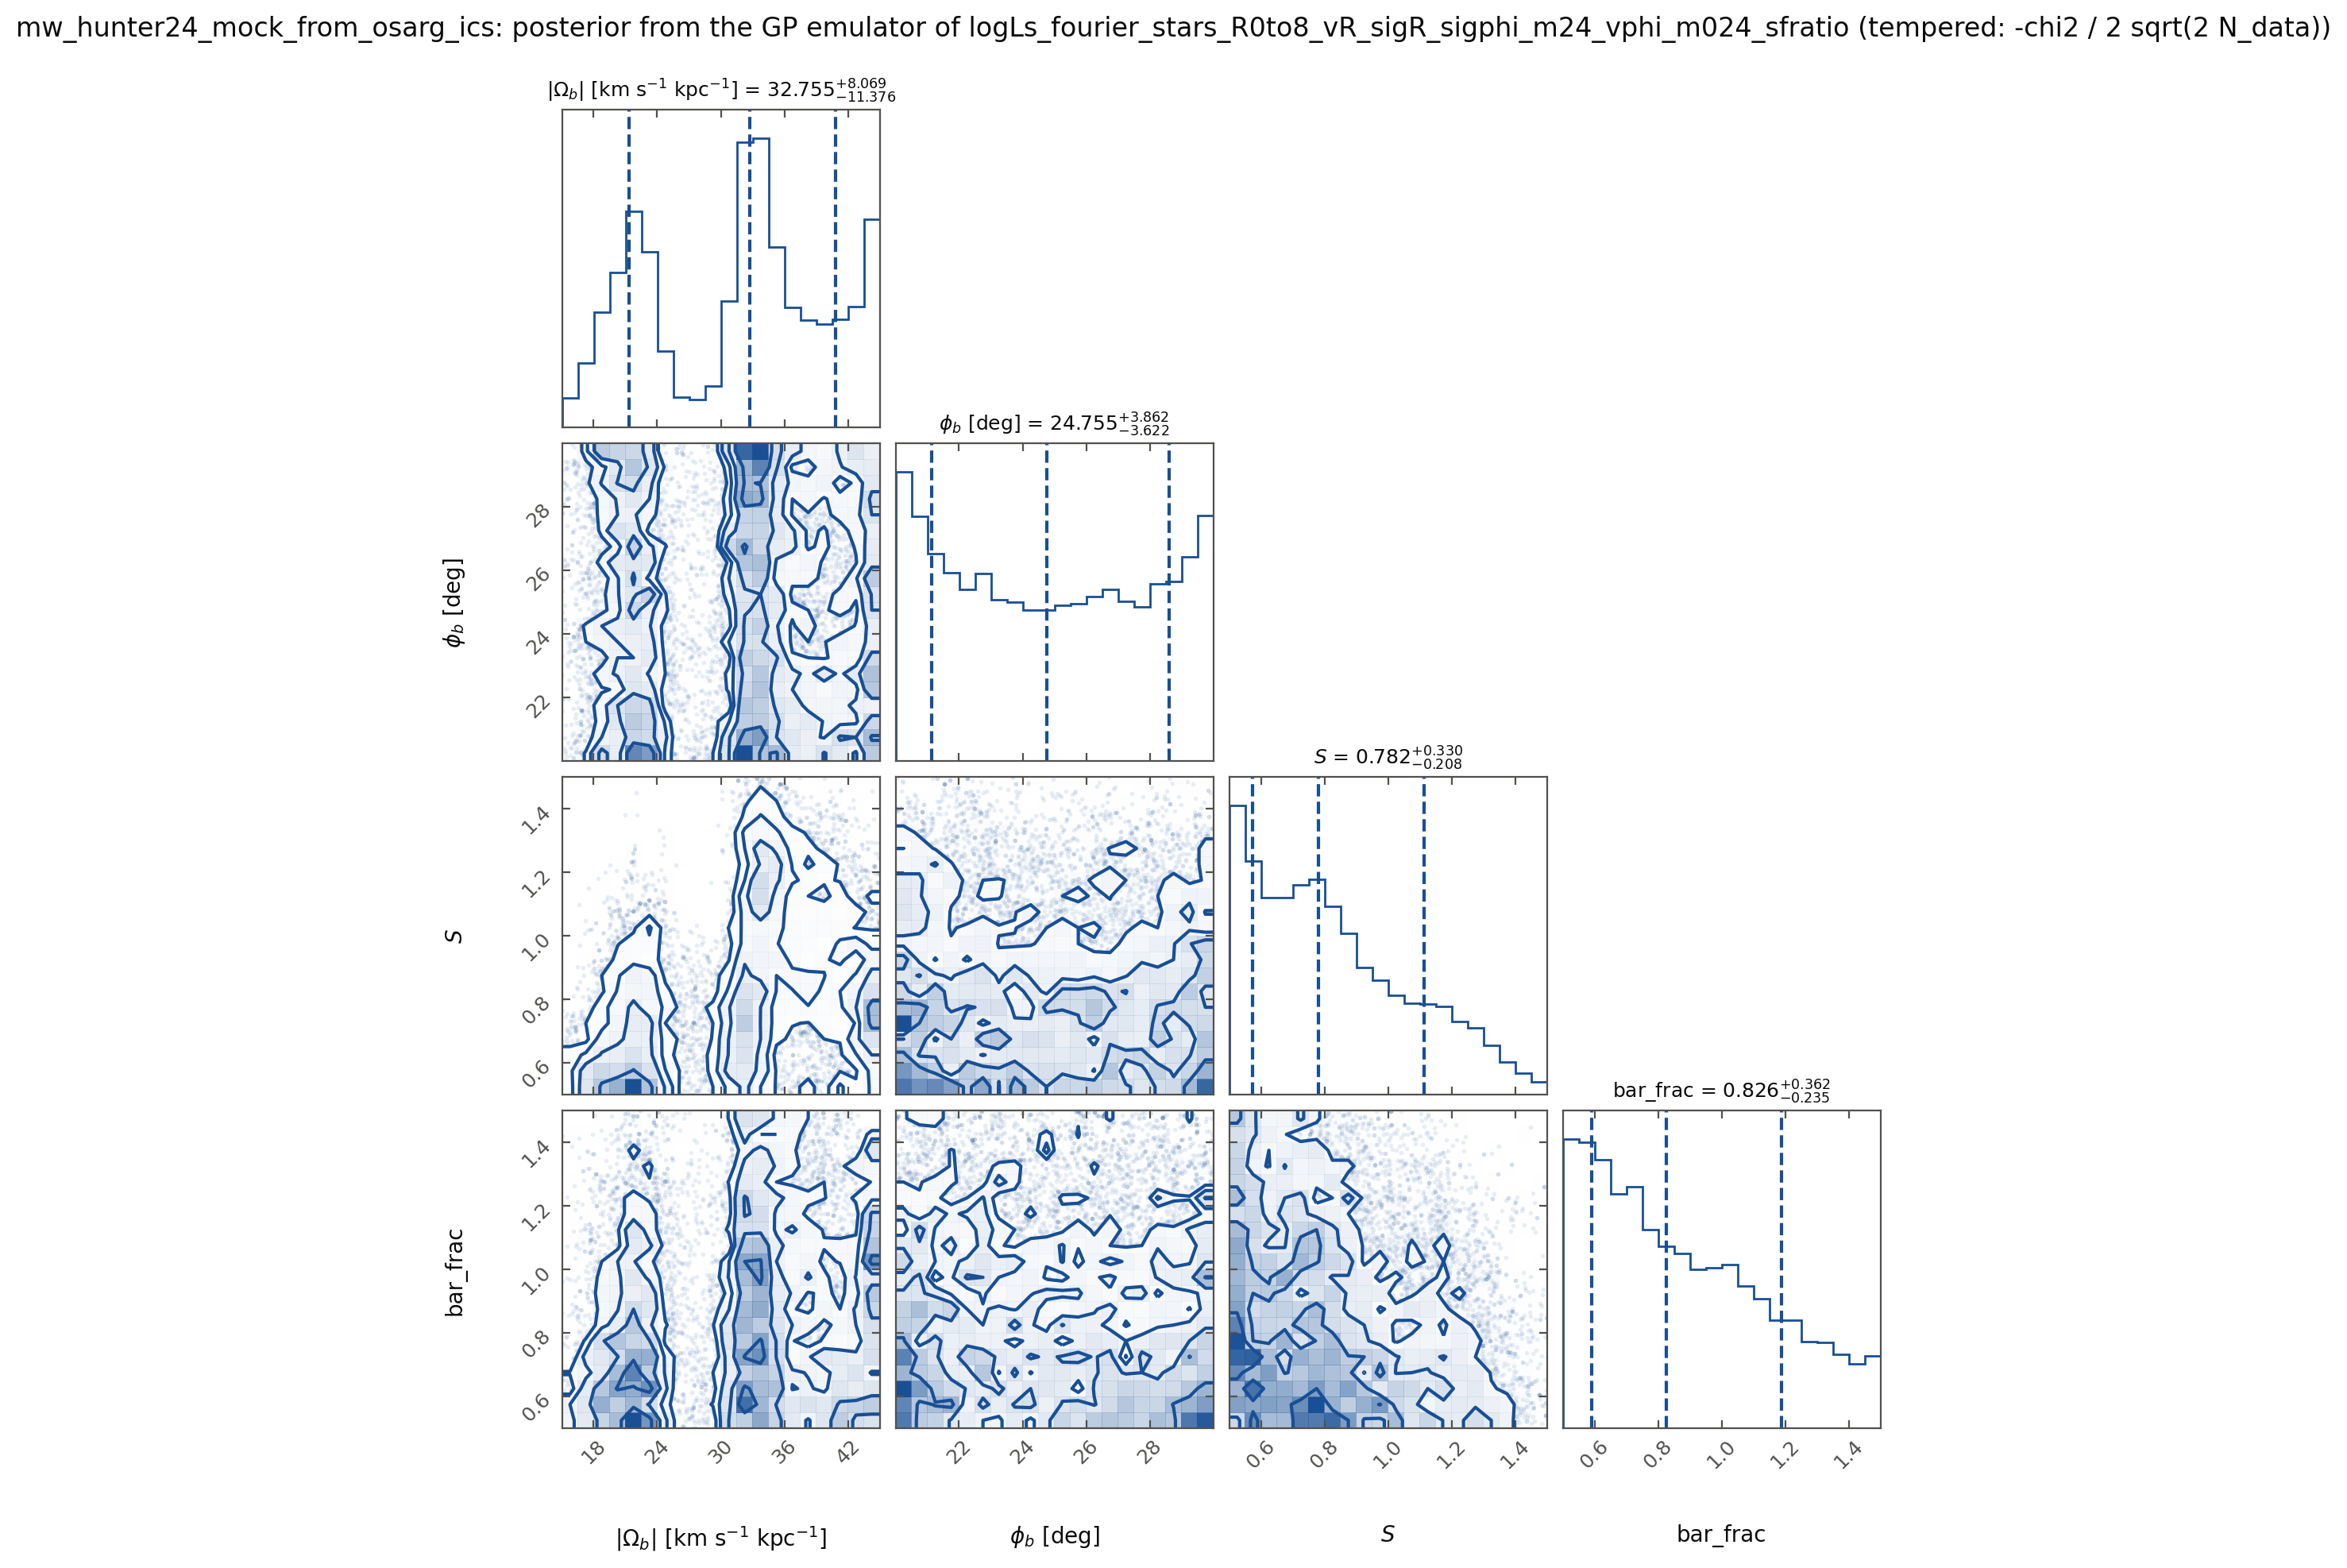 mw_hunter24_mock_from_osarg_ics: posterior from the GP emulator of logLs_fourier_stars_R0to8_vR_sigR_sigphi_m24_vphi_m024_sfratio (tempered: -chi2 / 2 sqrt(2 N_data))
|Ω_b| [km s⁻¹ kpc⁻¹] = 32.755^{+8.069}_{−11.376}
ϕ_b [deg] = 24.755^{+3.862}_{−3.622}
28
26
24
22
ϕ_b [deg]
S = 0.782^{+0.330}_{−0.208}
1.4
1.2
1.0
0.8
0.6
S
bar_frac = 0.826^{+0.362}_{−0.235}
1.4
1.2
1.0
0.8
0.6
bar_frac
18 24 30 36 42
22 24 26 28
0.6 0.8 1.0 1.2 1.4
0.6 0.8 1.0 1.2 1.4
|Ω_b| [km s⁻¹ kpc⁻¹]
ϕ_b [deg]
S
bar_frac